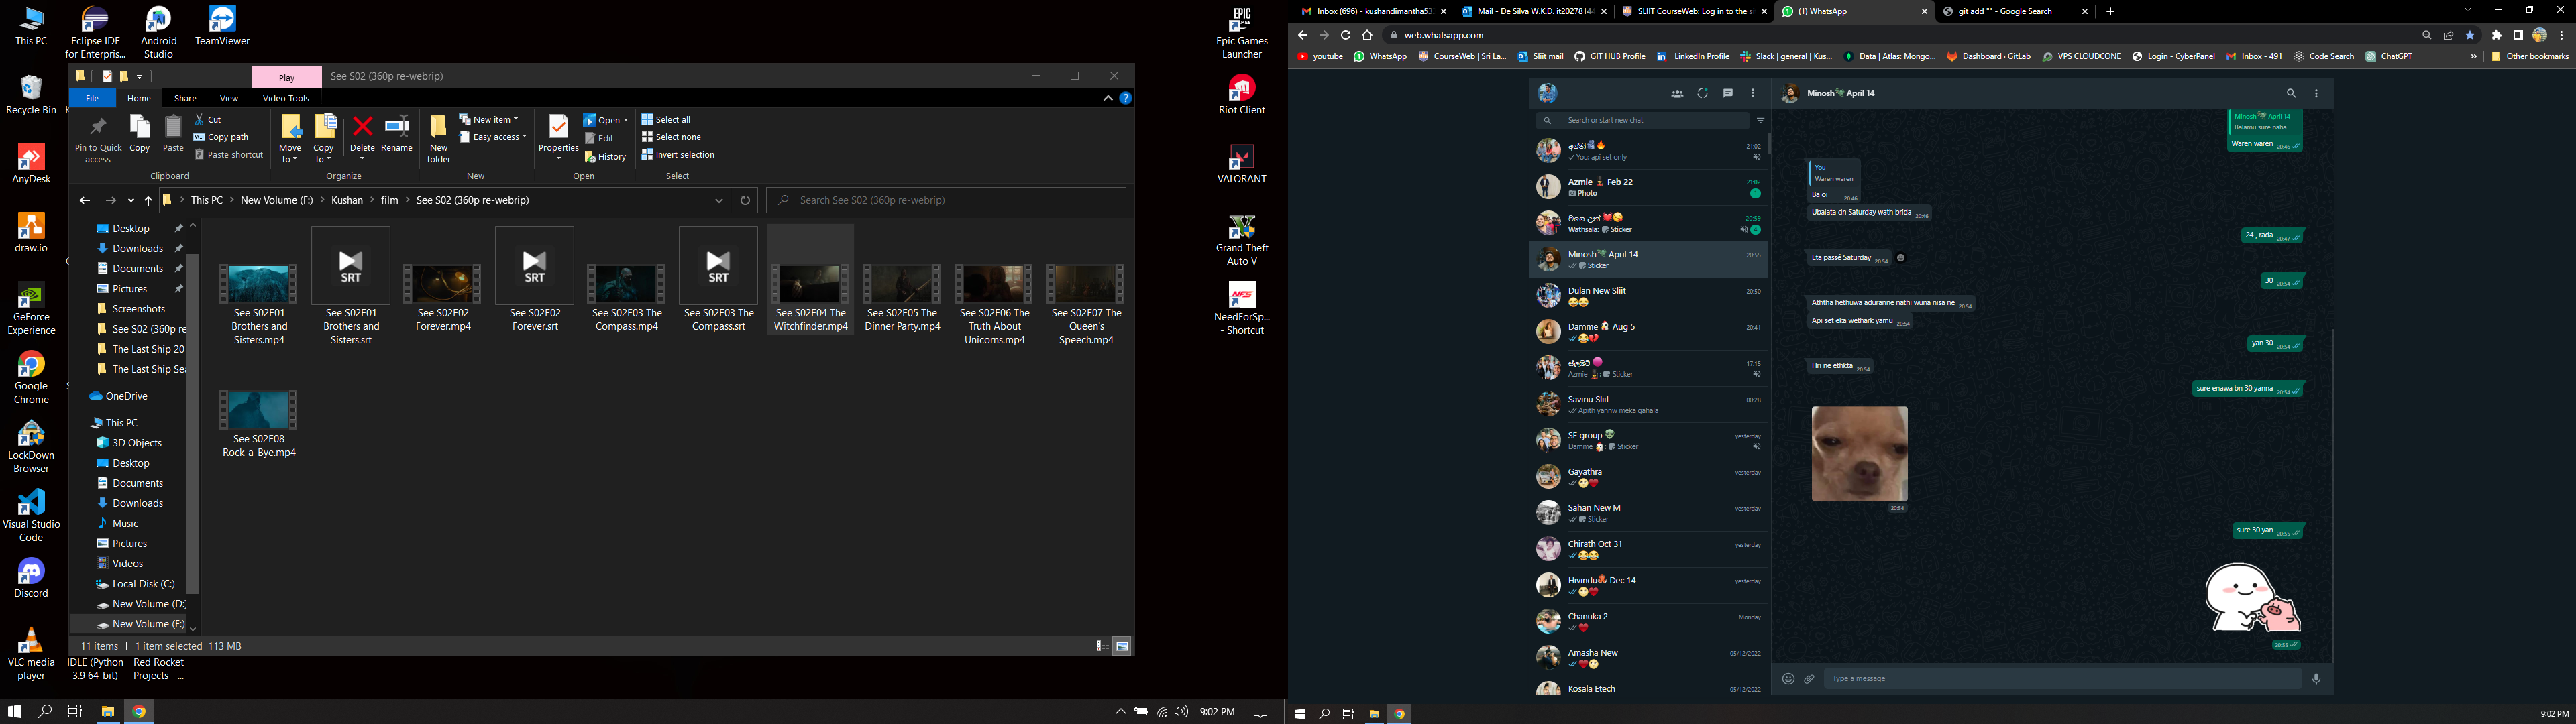 This PC
Eclipse IDE
for Enterpris...
Android
Studio
TeamViewer
Recycle Bin
AnyDesk
draw.io
GeForce
Experience
Google
Chrome
LockDown
Browser
Visual Studio
Code
Discord
VLC media
player
IDLE (Python
3.9 64-bit)
Red Rocket
Projects - ...
Play
See S02 (360p re-webrip)
File
Home
Share
View
Video Tools
Pin to Quick
access
Copy
Paste
Cut
Copy path
Paste shortcut
Move
to
Copy
to
Delete
Rename
New
folder
New item
Easy access
Properties
Open
Edit
History
Select all
Select none
Invert selection
Clipboard
Organize
New
Open
Select
This PC > New Volume (F:) > Kushan > film > See S02 (360p re-webrip)
Search See S02 (360p re-webrip)
Desktop
Downloads
Documents
Pictures
Screenshots
See S02 (360p re
The Last Ship 20
The Last Ship Sea
OneDrive
This PC
3D Objects
Desktop
Documents
Downloads
Music
Pictures
Videos
Local Disk (C:)
New Volume (D:
New Volume (F:)
SRT
SRT
SRT
See S02E01
Brothers and
Sisters.mp4
See S02E01
Brothers and
Sisters.srt
See S02E02
Forever.mp4
See S02E02
Forever.srt
See S02E03 The
Compass.mp4
See S02E03 The
Compass.srt
See S02E04 The
Witchfinder.mp4
See S02E05 The
Dinner Party.mp4
See S02E06 The
Truth About
Unicorns.mp4
See S02E07 The
Queen's
Speech.mp4
See S02E08
Rock-a-Bye.mp4
11 items
1 item selected 113 MB
9:02 PM
EPIC
GAMES
Epic Games
Launcher
Riot Client
VALORANT
Grand Theft
Auto V
NFS
NeedForSp...
- Shortcut
Inbox (696) - kushandimantha53
Mail - De Silva W.K.D. it2027814
SLIIT CourseWeb: Log in to the si
(1) WhatsApp
git add "" - Google Search
web.whatsapp.com
youtube
WhatsApp
CourseWeb | Sri La...
Sliit mail
GIT HUB Profile
LinkedIn Profile
Slack | general | Kus...
Data | Atlas: Mongo...
Dashboard · GitLab
VPS CLOUDCONE
Login - CyberPanel
Inbox - 491
Code Search
ChatGPT
Other bookmarks
Search or start new chat
21:02
You: api set only
Azmie Feb 22
21:02
Photo
1
මගෙ උන්
20:59
Wathsala: Sticker
4
Minosh April 14
20:55
Sticker
Dulan New Sliit
20:50
Damme Aug 5
20:41
17:15
Azmie : Sticker
Savinu Sliit
00:28
Apith yannw meka gahala
SE group
yesterday
Damme : Sticker
Gayathra
yesterday
Sahan New M
yesterday
Sticker
Chirath Oct 31
yesterday
Hivindu Dec 14
yesterday
Chanuka 2
Monday
Amasha New
05/12/2022
Kosala Etech
05/12/2022
Minosh April 14
Minosh April 14
Balamu sure naha
Waren waren 20:46
You
Waren waren
Ba oi
20:46
Ubalata dn Saturday wath brida 20:46
24 , rada 20:47
Eta passé Saturday 20:54
30 20:54
Aththa hethuwa aduranne nathi wuna nisa ne 20:54
Api set eka wethark yamu 20:54
yan 30 20:54
Hri ne ethkta 20:54
sure enawa bn 30 yanna 20:54
20:54
sure 30 yan 20:55
20:55
Type a message
9:02 PM